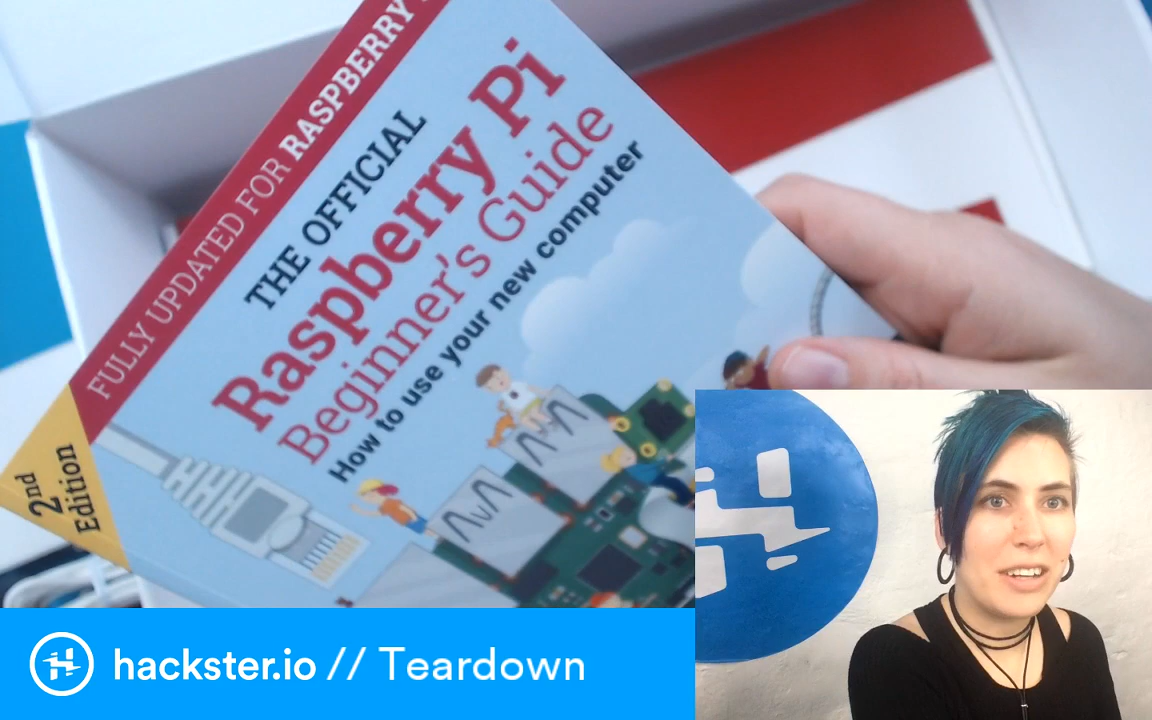 FULLY UPDATED FOR RASPBERRY
THE OFFICIAL
Raspberry Pi
Beginner's Guide
How to use your new computer
2nd
Edition
hackster.io // Teardown